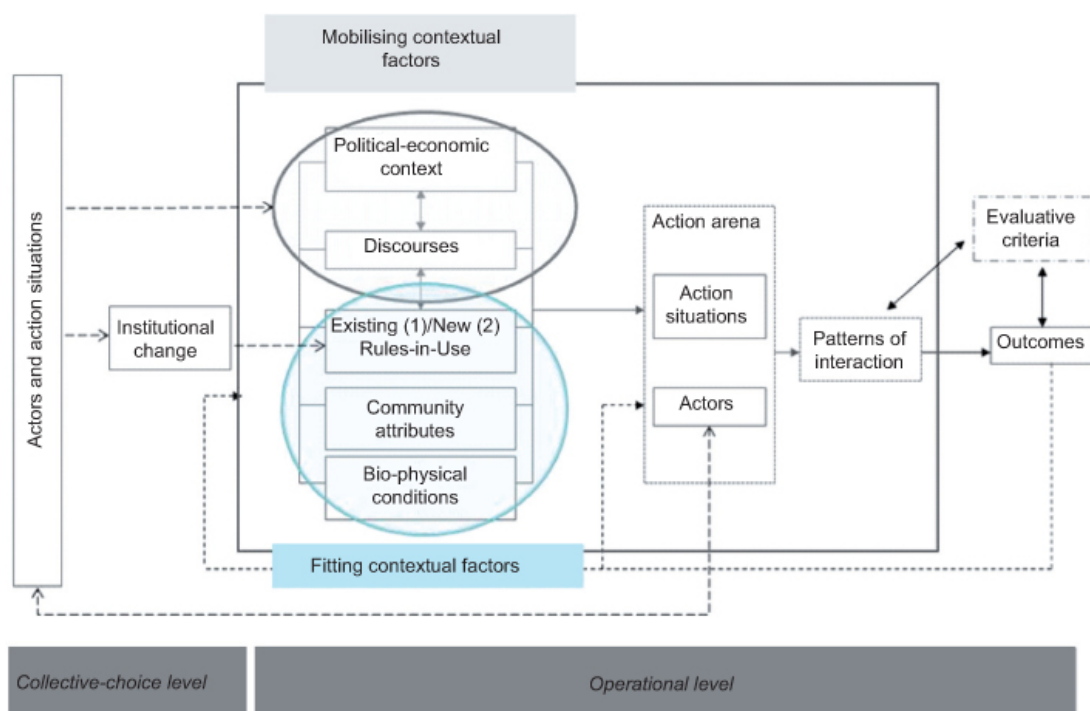 Mobilising contextual
factors
Political-economic
context
Discourses
Existing (1)/New (2)
Rules-in-Use
Community
attributes
Bio-physical
conditions
Fitting contextual factors
Actors and action situations
Institutional
change
Action arena
Action
situations
Actors
Patterns of
interaction
Evaluative
criteria
Outcomes
Collective-choice level
Operational level